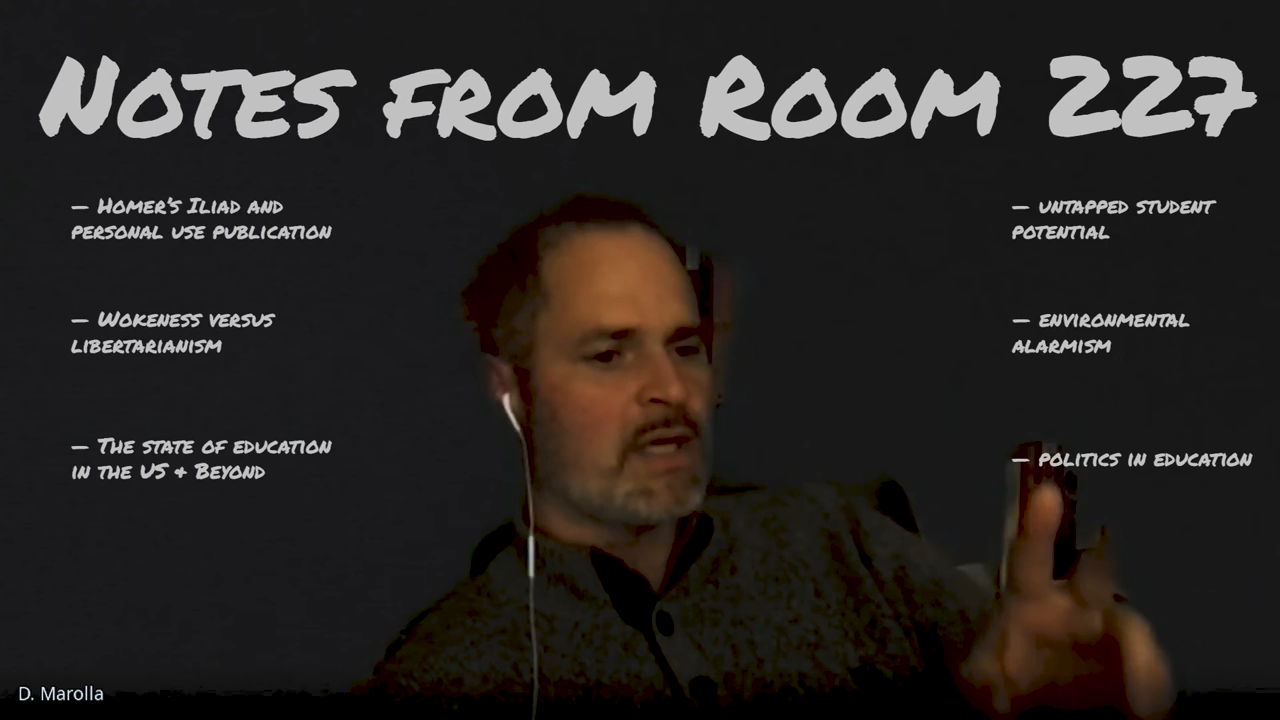 Notes from Room 227
– Homer's Iliad and
personal use publication
– Wokeness versus
libertarianism
– The state of education
in the US & Beyond
– untapped student
potential
– environmental
alarmism
– politics in education
D. Marolla